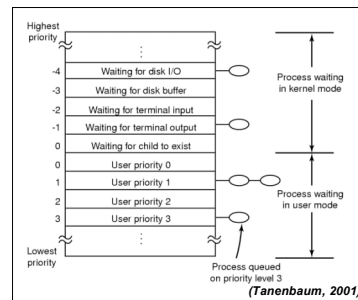 Highest
priority
-4 Waiting for disk I/O
-3 Waiting for disk buffer
-2 Waiting for terminal input
-1 Waiting for terminal output
0 Waiting for child to exist
0 User priority 0
1 User priority 1
2 User priority 2
3 User priority 3
Lowest
priority
Process waiting
in kernel mode
Process waiting
in user mode
Process queued
on priority level 3
(Tanenbaum, 2001)